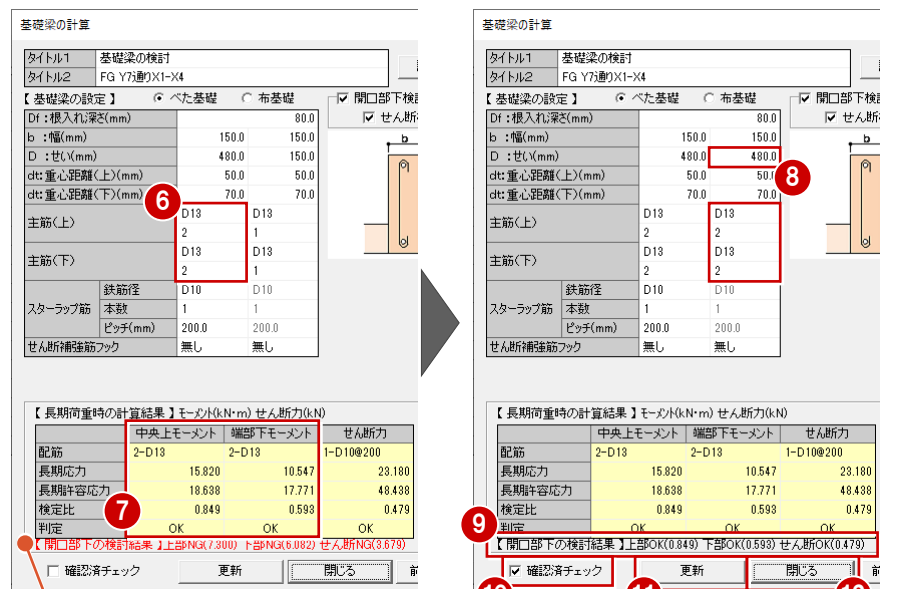 基礎梁の計算
タイトル1 基礎梁の検討
タイトル2 FG Y7通りX1-X4
【 基礎梁の設定 】 べた基礎 布基礎 開口部下検
Df：根入れ深さ(mm) 80.0 せん断
b ：幅(mm) 150.0 150.0 b
D ：せい(mm) 480.0 150.0
dt：重心距離(上)(mm) 50.0 50.0
dt：重心距離(下)(mm) 70.0 70.0
6
主筋(上) D13 D13
2 1
主筋(下) D13 D13
2 1
スターラップ筋 鉄筋径 D10 D10
本数 1 1
ピッチ(mm) 200.0 200.0
せん断補強筋フック 無し 無し
【 長期荷重時の計算結果 】モーメント(kN・m) せん断力(kN)
中央上モーメント 端部下モーメント せん断力
配筋 2-D13 2-D13 1-D10@200
長期応力 15.820 10.547 23.180
長期許容応力 18.638 17.771 48.438
検定比 0.849 0.593 0.479
7
判定 OK OK OK
【 開口部下の検討結果 】上部NG(7.300) 下部NG(6.082) せん断NG(3.679)
確認済チェック 更新 閉じる 前
基礎梁の計算
タイトル1 基礎梁の検討
タイトル2 FG Y7通りX1-X4
【 基礎梁の設定 】 べた基礎 布基礎 開口部下検
Df：根入れ深さ(mm) 80.0 せん断
b ：幅(mm) 150.0 150.0 b
D ：せい(mm) 480.0 480.0
8
dt：重心距離(上)(mm) 50.0 50.0
dt：重心距離(下)(mm) 70.0 70.0
主筋(上) D13 D13
2 2
主筋(下) D13 D13
2 2
スターラップ筋 鉄筋径 D10 D10
本数 1 1
ピッチ(mm) 200.0 200.0
せん断補強筋フック 無し 無し
【 長期荷重時の計算結果 】モーメント(kN・m) せん断力(kN)
中央上モーメント 端部下モーメント せん断力
配筋 2-D13 2-D13 1-D10@200
長期応力 15.820 10.547 23.180
長期許容応力 18.638 17.771 48.438
検定比 0.849 0.593 0.479
9
判定 OK OK OK
【 開口部下の検討結果 】上部OK(0.849) 下部OK(0.593) せん断OK(0.479)
確認済チェック 更新 閉じる 前